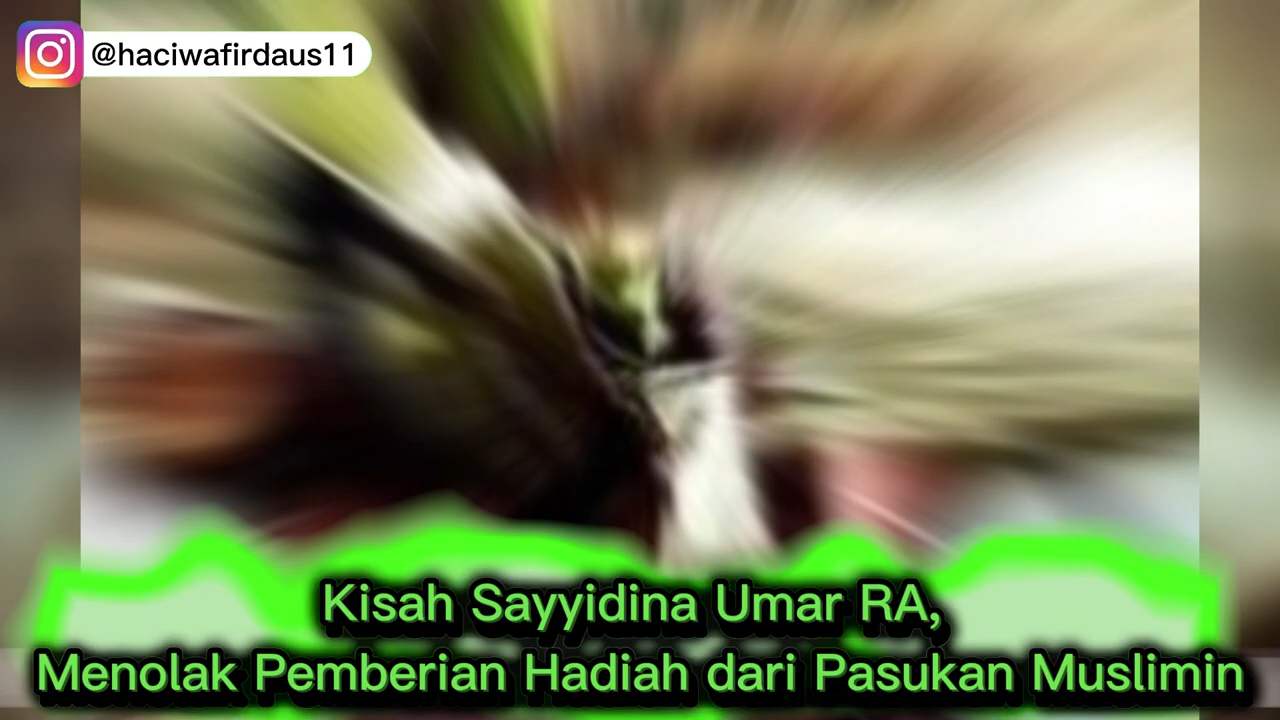 @haciwafirdaus11
Kisah Sayyidina Umar RA,
Menolak Pemberian Hadiah dari Pasukan Muslimin